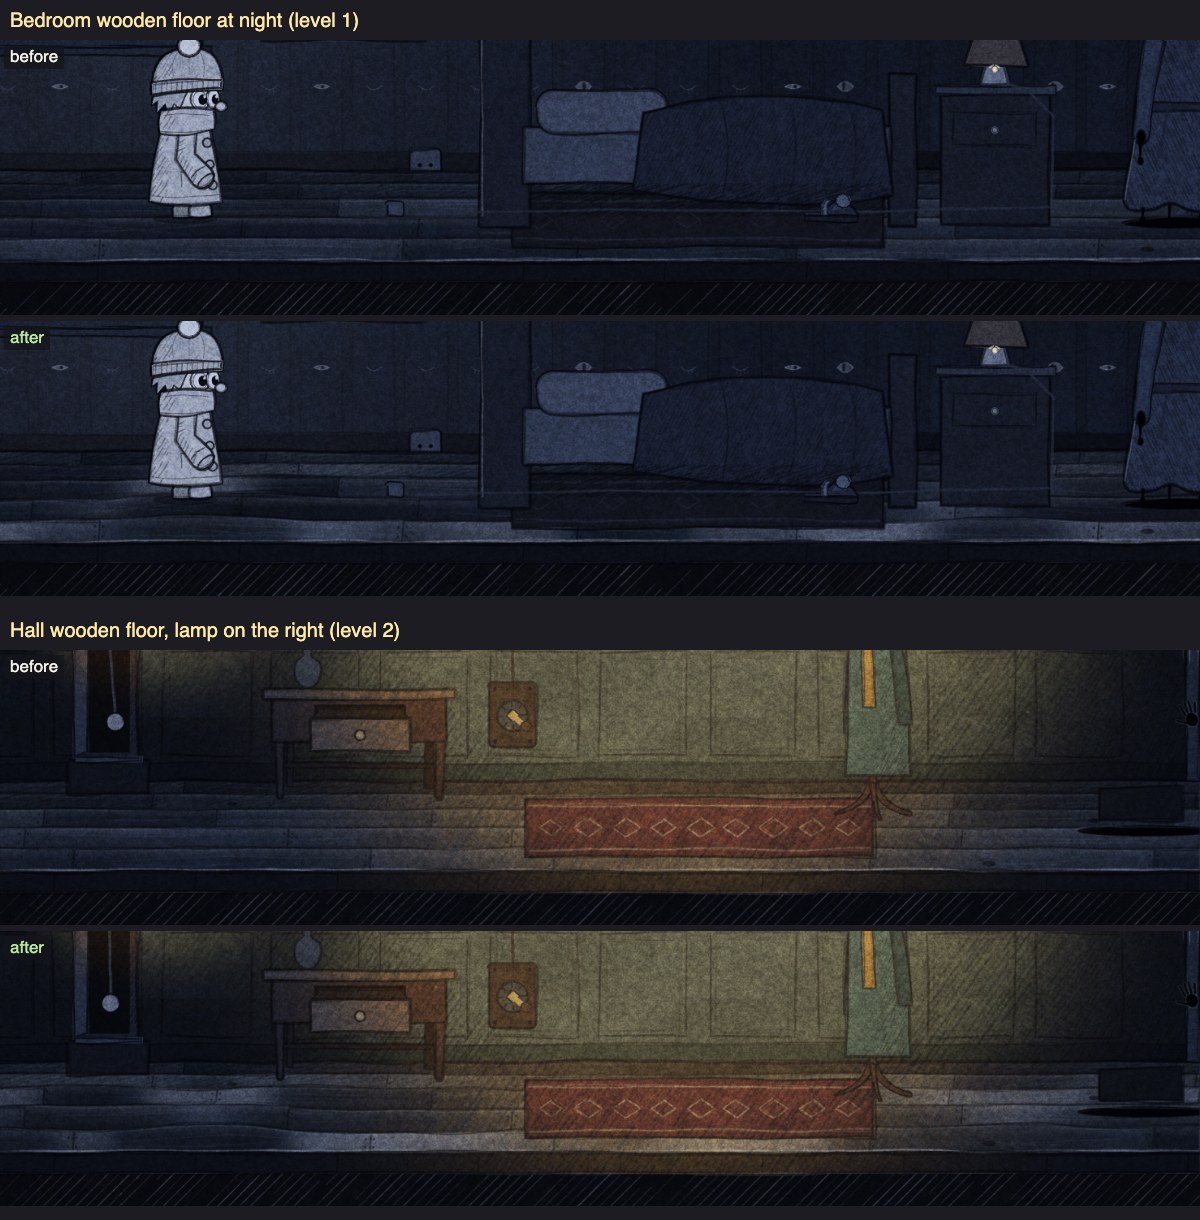 Bedroom wooden floor at night (level 1)
before
after
Hall wooden floor, lamp on the right (level 2)
before
after